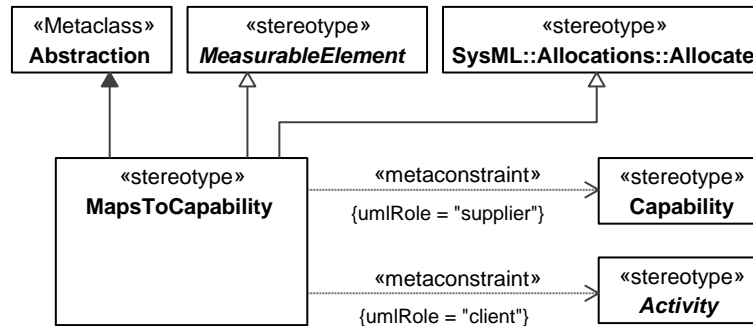 «Metaclass»
Abstraction
«stereotype»
MeasurableElement
«stereotype»
SysML::Allocations::Allocate
«stereotype»
MapsToCapability
«metaconstraint»
{umlRole = "supplier"}
«stereotype»
Capability
«metaconstraint»
{umlRole = "client"}
«stereotype»
Activity